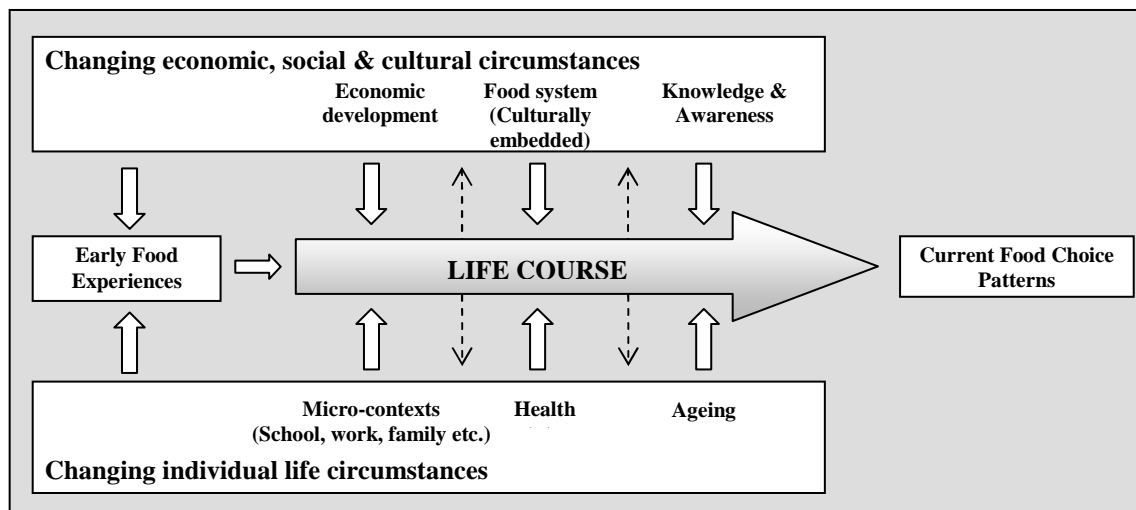 Changing economic, social & cultural circumstances
Economic
development
Food system
(Culturally
embedded)
Knowledge &
Awareness
Early Food
Experiences
LIFE COURSE
Current Food Choice
Patterns
Micro-contexts
(School, work, family etc.)
Health
Ageing
Changing individual life circumstances